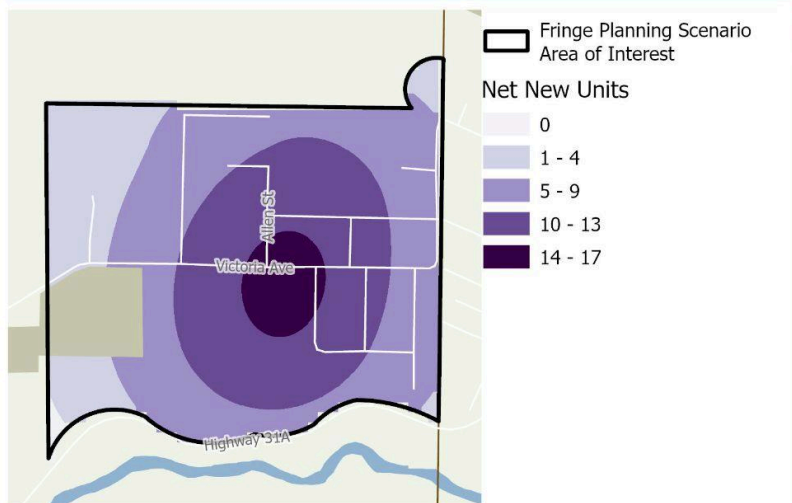 Fringe Planning Scenario
Area of Interest
Net New Units
0
1 - 4
5 - 9
10 - 13
14 - 17
Allen St
Victoria Ave
Highway 31A